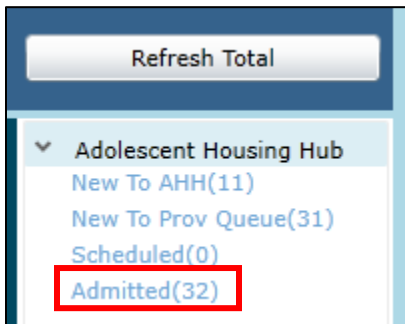 Refresh Total
Adolescent Housing Hub
New To AHH(11)
New To Prov Queue(31)
Scheduled(0)
Admitted(32)